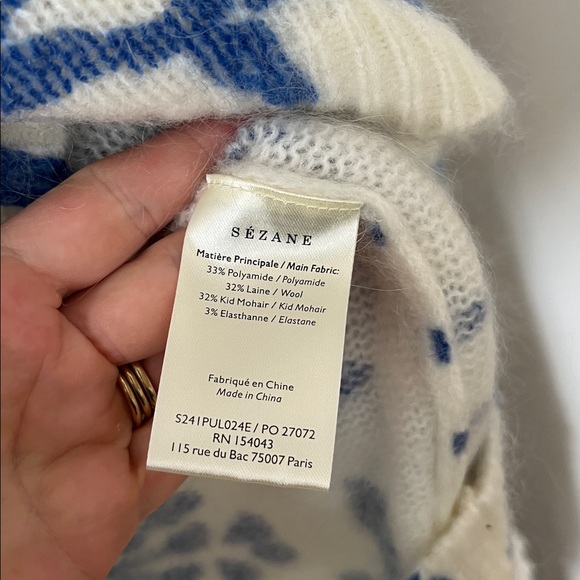 SÉZANE
Matière Principale / Main Fabric:
33% Polyamide / Polyamide
32% Laine / Wool
32% Kid Mohair / Kid Mohair
3% Elasthanne / Elastane
Fabriqué en Chine
Made in China
S241PUL024E / PO 27072
RN 154043
115 rue du Bac 75007 Paris